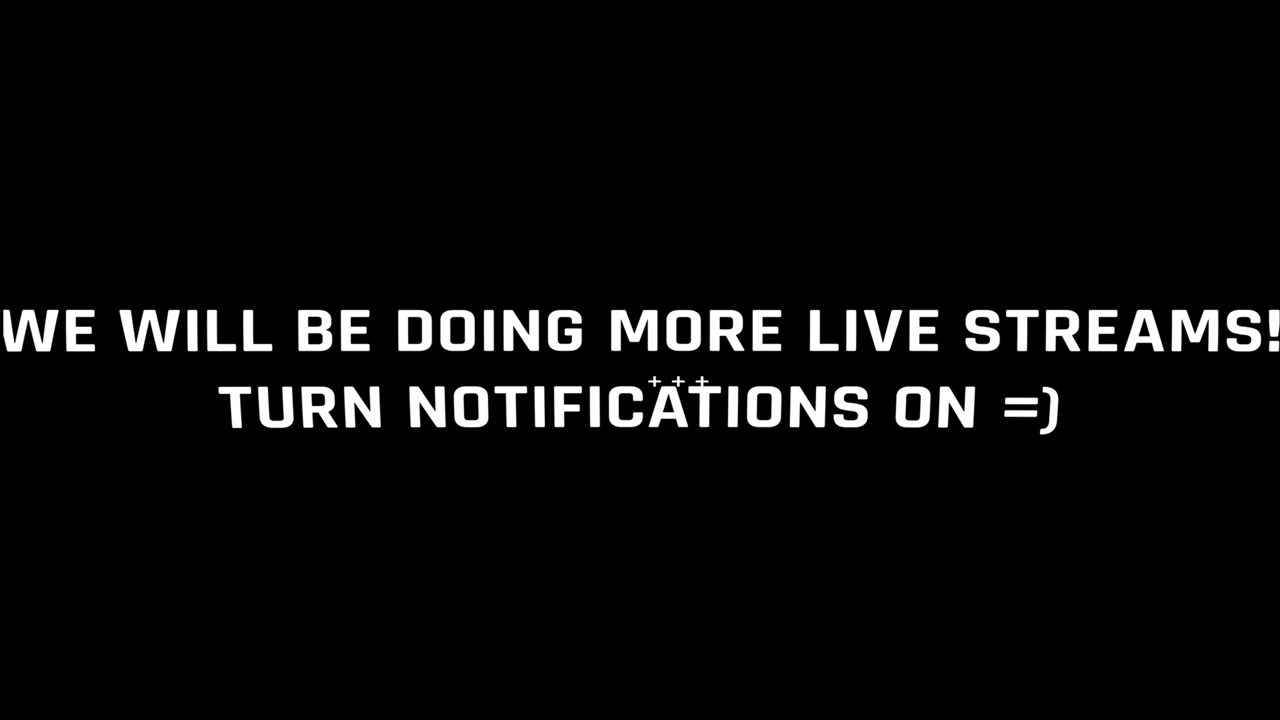 WE WILL BE DOING MORE LIVE STREAMS!
+ + +
TURN NOTIFICATIONS ON =)